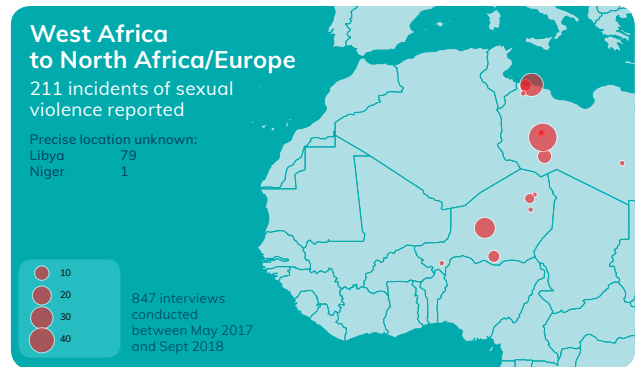 West Africa
to North Africa/Europe
211 incidents of sexual
violence reported
Precise location unknown:
Libya 79
Niger 1
10
20
30
40
847 interviews
conducted
between May 2017
and Sept 2018